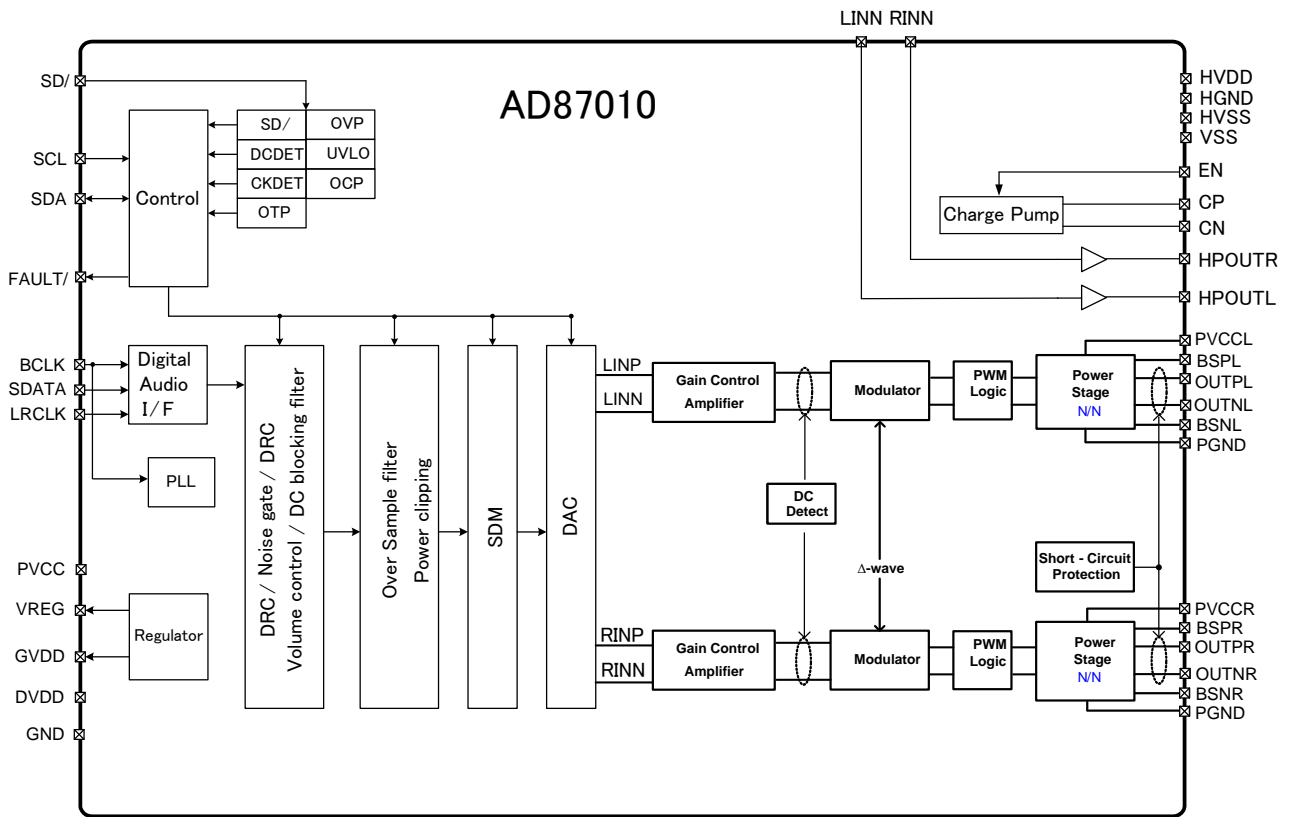 LINN RINN
AD87010
SD/
SCL
SDA
FAULT/
BCLK
SDATA
LRCLK
PVCC
VREG
GVDD
DVDD
GND
Control
SD/
OVP
DCDET
UVLO
CKDET
OCP
OTP
Digital
Audio
I/F
PLL
Regulator
DRC / Noise gate / DRC
Volume control / DC blocking filter
Over Sample filter
Power clipping
SDM
DAC
LINP
LINN
RINP
RINN
Gain Control
Amplifier
Modulator
PWM
Logic
Power
Stage
N/N
DC
Detect
Δ-wave
Short - Circuit
Protection
Gain Control
Amplifier
Modulator
PWM
Logic
Power
Stage
N/N
Charge Pump
HVDD
HGND
HVSS
VSS
EN
CP
CN
HPOUTR
HPOUTL
PVCCL
BSPL
OUTPL
OUTNL
BSNL
PGND
PVCCR
BSPR
OUTPR
OUTNR
BSNR
PGND